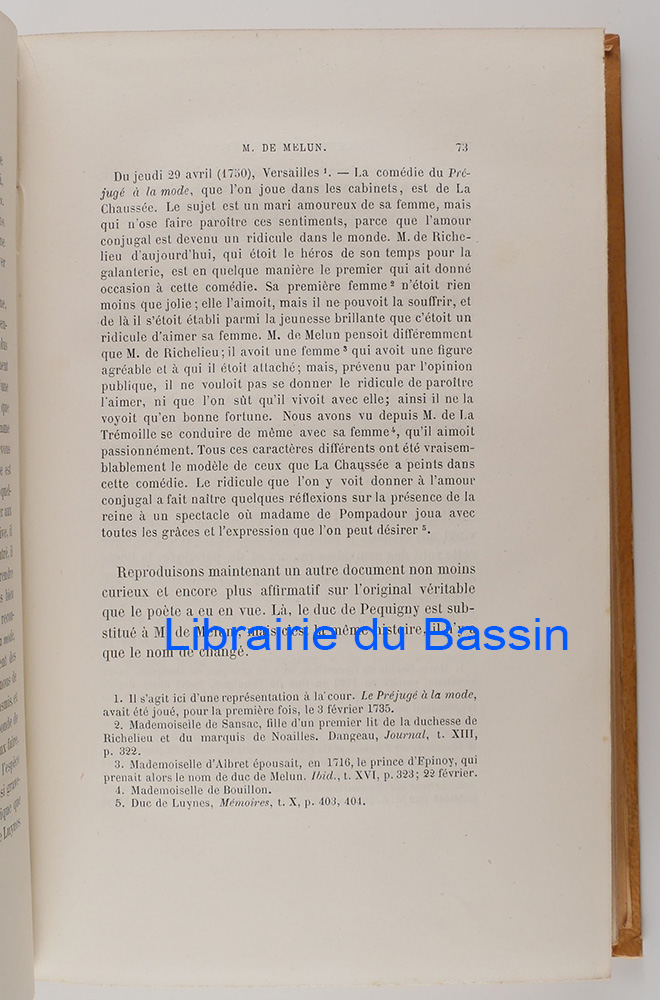 M. DE MELUN. 73
Du jeudi 29 avril (1750), Versailles ¹. — La comédie du Pré-
jugé à la mode, que l'on joue dans les cabinets, est de La
Chaussée. Le sujet est un mari amoureux de sa femme, mais
qui n'ose faire paroître ces sentiments, parce que l'amour
conjugal est devenu un ridicule dans le monde. M. de Riche-
lieu d'aujourd'hui, qui étoit le héros de son temps pour la
galanterie, est en quelque manière le premier qui ait donné
occasion à cette comédie. Sa première femme ² n'étoit rien
moins que jolie; elle l'aimoit, mais il ne pouvoit la souffrir, et
de là il s'étoit établi parmi la jeunesse brillante que c'étoit un
ridicule d'aimer sa femme. M. de Melun pensoit différemment
que M. de Richelieu; il avoit une femme ³ qui avoit une figure
agréable et à qui il étoit attaché; mais, prévenu par l'opinion
publique, il ne vouloit pas se donner le ridicule de paroître
l'aimer, ni que l'on sût qu'il vivoit avec elle; ainsi il ne la
voyoit qu'en bonne fortune. Nous avons vu depuis M. de La
Trémoille se conduire de même avec sa femme ⁴, qu'il aimoit
passionnément. Tous ces caractères différents ont été vraisem-
blablement le modèle de ceux que La Chaussée a peints dans
cette comédie. Le ridicule que l'on y voit donner à l'amour
conjugal a fait naître quelques réflexions sur la présence de la
reine à un spectacle où madame de Pompadour joua avec
toutes les grâces et l'expression que l'on peut désirer ⁵.
Reproduisons maintenant un autre document non moins
curieux et encore plus affirmatif sur l'original véritable
que le poète a eu en vue. Là, le duc de Pequigny est sub-
stitué à M. de Melun, mais c'est la même histoire, il n'y a
que le nom de changé.
Librairie du Bassin
1. Il s'agit ici d'une représentation à la cour. Le Préjugé à la mode,
avait été joué, pour la première fois, le 3 février 1735.
2. Mademoiselle de Sansac, fille d'un premier lit de la duchesse de
Richelieu et du marquis de Noailles. Dangeau, Journal, t. XIII,
p. 322.
3. Mademoiselle d'Albret épousait, en 1716, le prince d'Epinoy, qui
prenait alors le nom de duc de Melun. Ibid., t. XVI, p. 323; 22 février.
4. Mademoiselle de Bouillon.
5. Duc de Luynes, Mémoires, t. X, p. 403, 404.